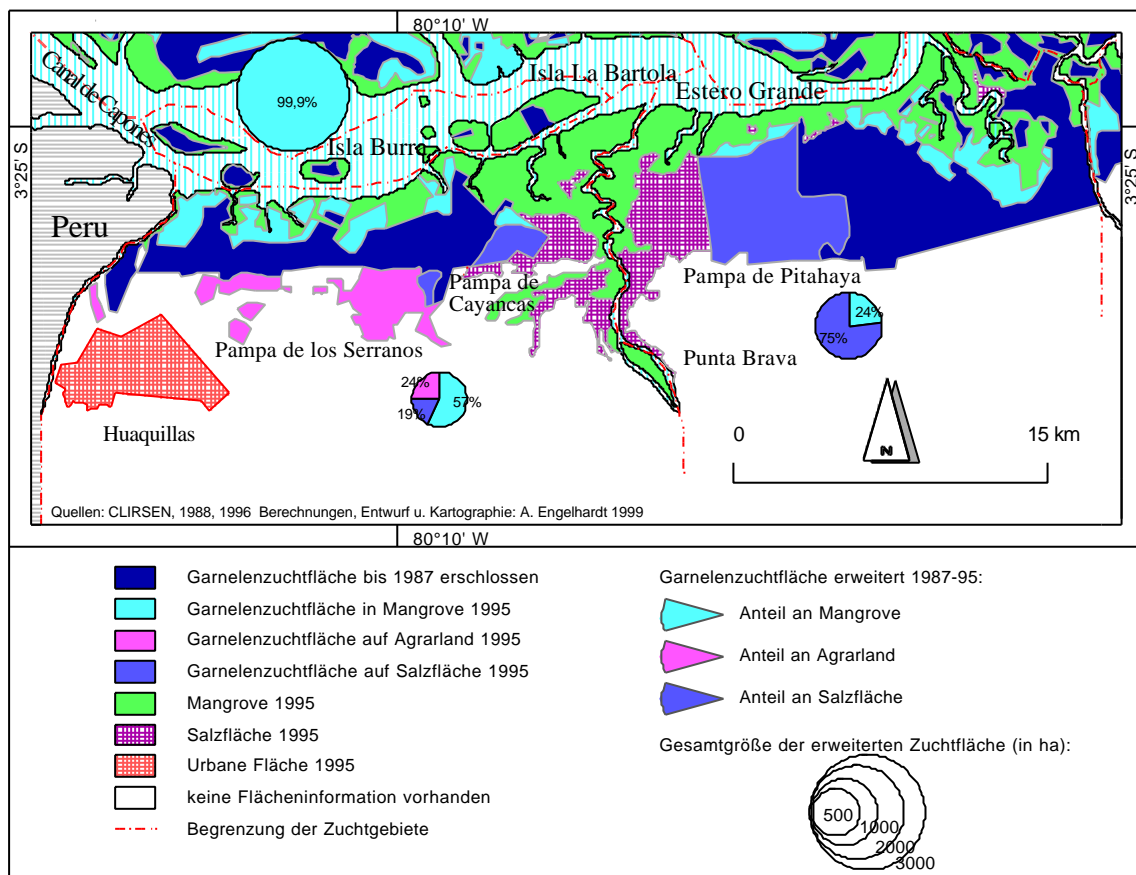 80°10' W
Canal de Capones
99,9%
Isla La Bartola
Estero Grande
Isla Burro
3°25' S
3°25' S
Peru
Pampa de
Cayancas
Pampa de Pitahaya
24%
75%
Pampa de los Serranos
Punta Brava
24%
57%
19%
Huaquillas
0
15 km
N
Quellen: CLIRSEN, 1988, 1996 Berechnungen, Entwurf u. Kartographie: A. Engelhardt 1999
80°10' W
Garnelenzuchtfläche bis 1987 erschlossen
Garnelenzuchtfläche in Mangrove 1995
Garnelenzuchtfläche auf Agrarland 1995
Garnelenzuchtfläche auf Salzfläche 1995
Mangrove 1995
Salzfläche 1995
Urbane Fläche 1995
keine Flächeninformation vorhanden
Begrenzung der Zuchtgebiete
Garnelenzuchtfläche erweitert 1987-95:
Anteil an Mangrove
Anteil an Agrarland
Anteil an Salzfläche
Gesamtgröße der erweiterten Zuchtfläche (in ha):
500
1000
2000
3000